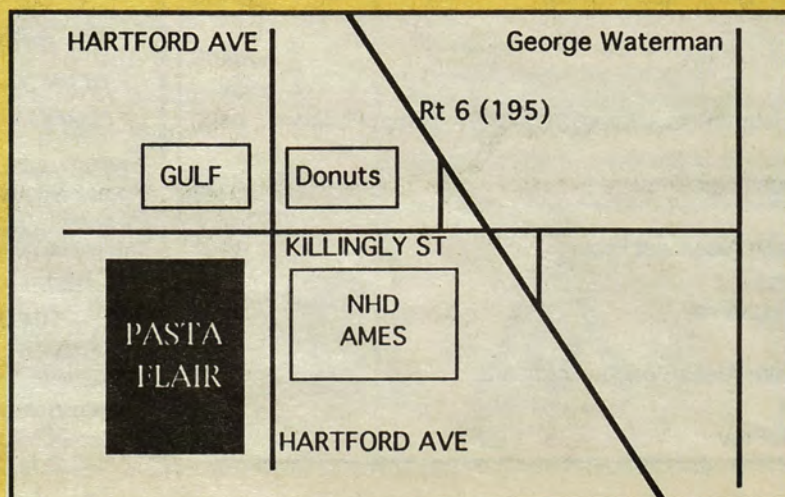 HARTFORD AVE
George Waterman
Rt 6 (195)
GULF
Donuts
KILLINGLY ST
NHD
AMES
PASTA
FLAIR
HARTFORD AVE